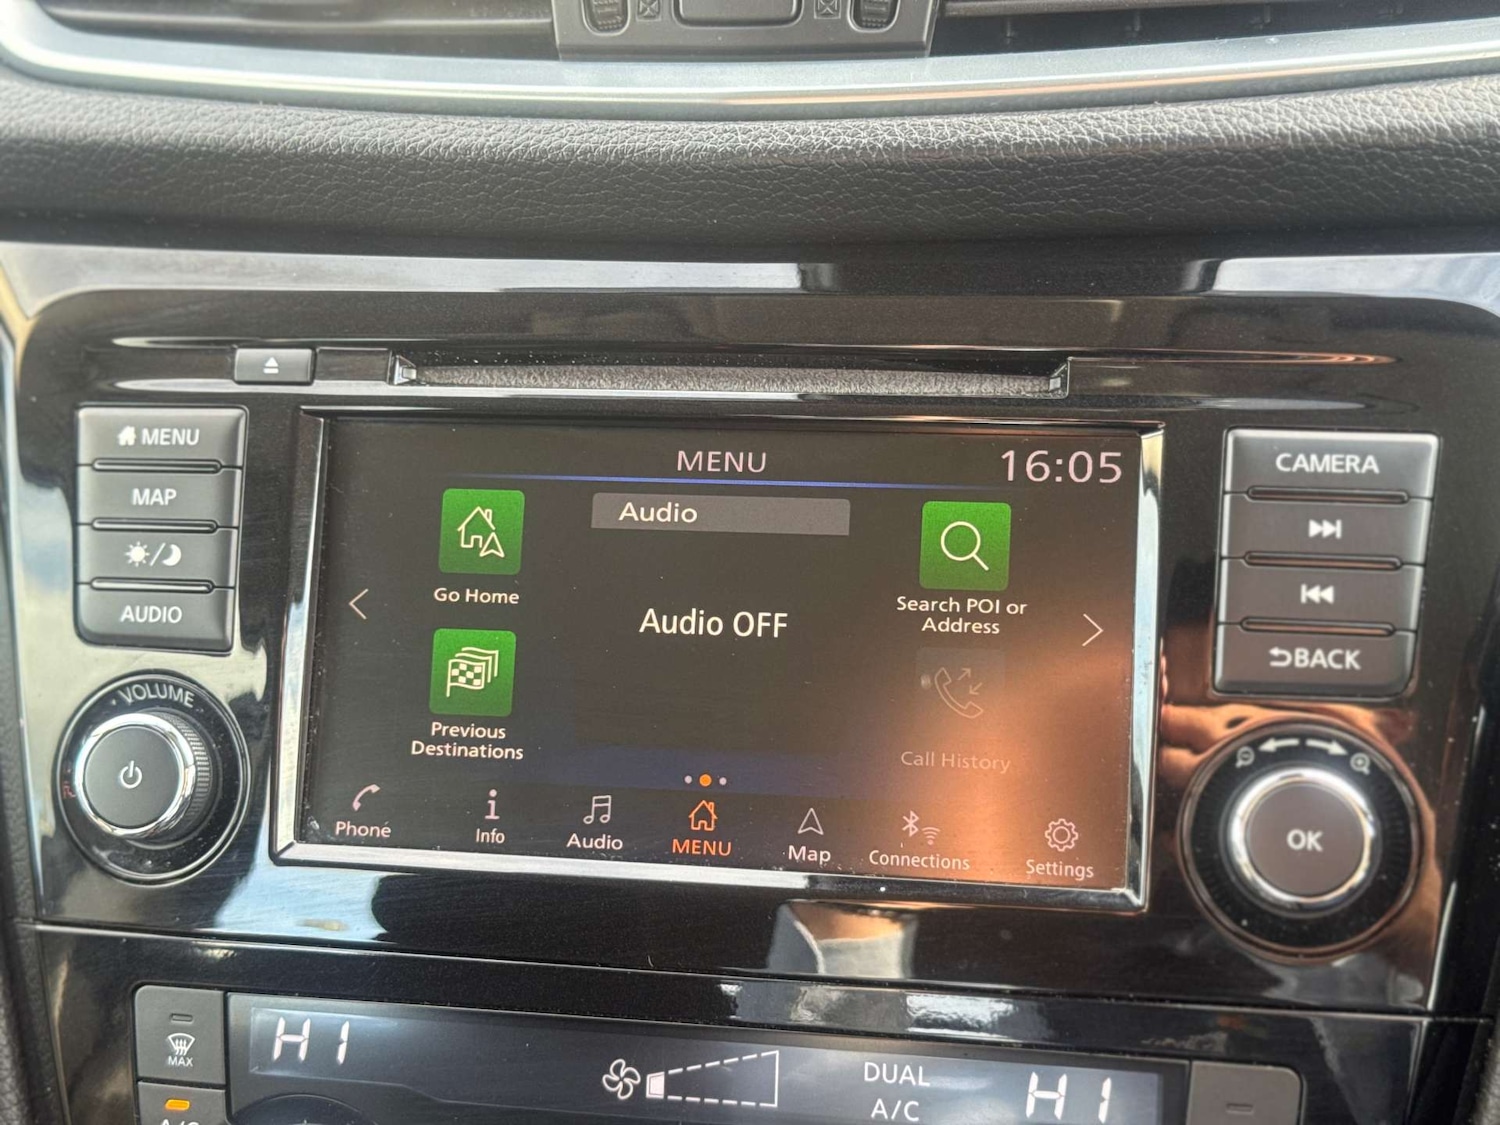 MENU
MAP
AUDIO
VOLUME
MENU
16:05
Audio
Audio OFF
Go Home
Previous
Destinations
Search POI or
Address
Call History
Phone
Info
Audio
MENU
Map
Connections
Settings
CAMERA
BACK
OK
MAX
A/C
HI
DUAL
A/C
HI